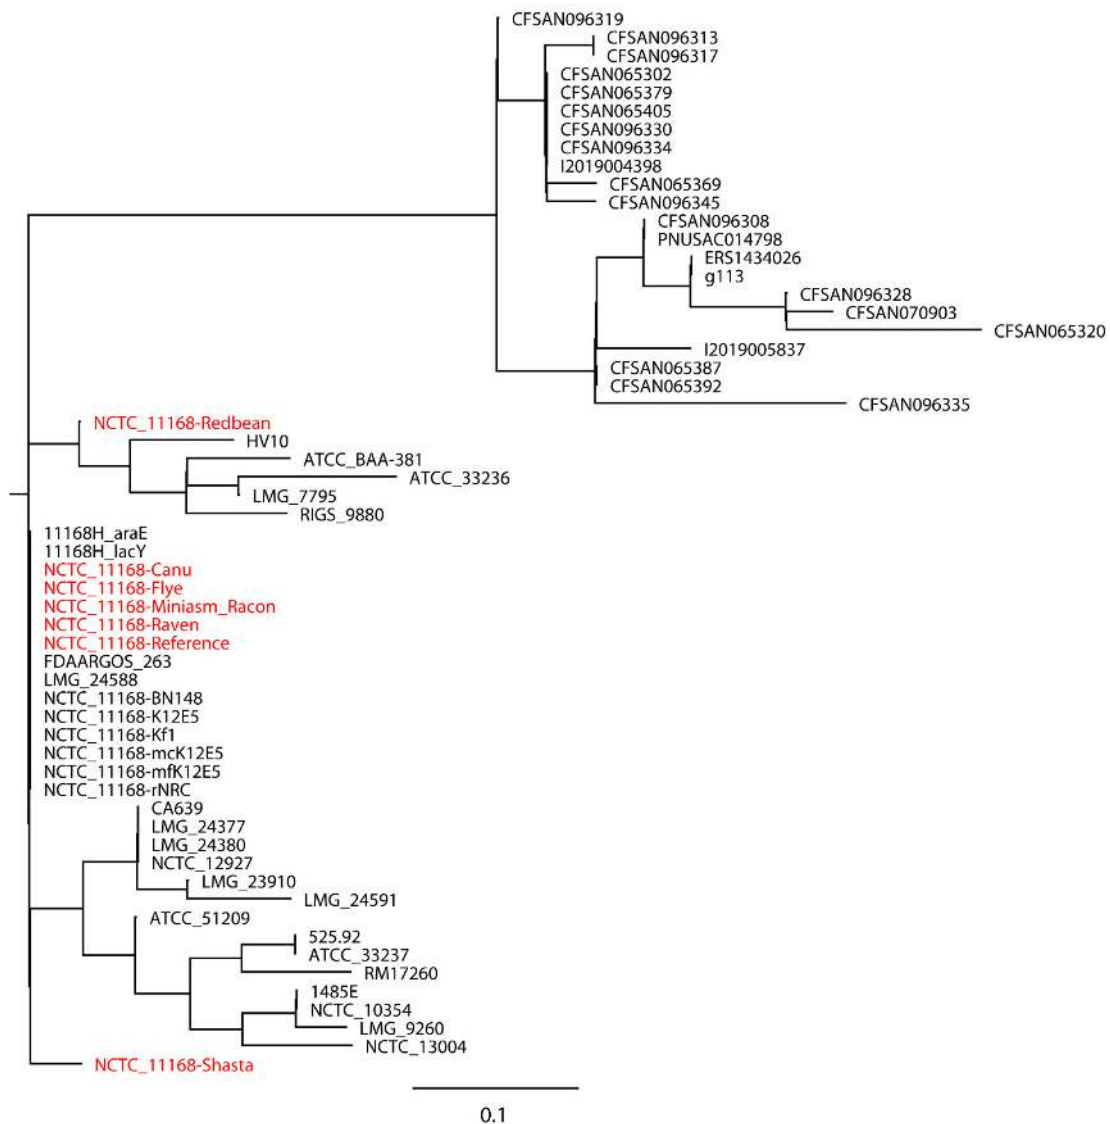 CFSAN096319
CFSAN096313
CFSAN096317
CFSAN065302
CFSAN065379
CFSAN065405
CFSAN096330
CFSAN096334
I2019004398
CFSAN065369
CFSAN096345
CFSAN096308
PNUSAC014798
ERS1434026
g113
CFSAN096328
CFSAN070903
CFSAN065320
I2019005837
CFSAN065387
CFSAN065392
CFSAN096335
NCTC_11168-Redbean
HV10
ATCC_BAA-381
ATCC_33236
LMG_7795
RIGS_9880
11168H_araE
11168H_lacY
NCTC_11168-Canu
NCTC_11168-Flye
NCTC_11168-Miniasm_Racon
NCTC_11168-Raven
NCTC_11168-Reference
FDAARGOS_263
LMG_24588
NCTC_11168-BN148
NCTC_11168-K12E5
NCTC_11168-Kf1
NCTC_11168-mcK12E5
NCTC_11168-mfK12E5
NCTC_11168-rNRC
CA639
LMG_24377
LMG_24380
NCTC_12927
LMG_23910
LMG_24591
ATCC_51209
525.92
ATCC_33237
RM17260
1485E
NCTC_10354
LMG_9260
NCTC_13004
NCTC_11168-Shasta
0.1